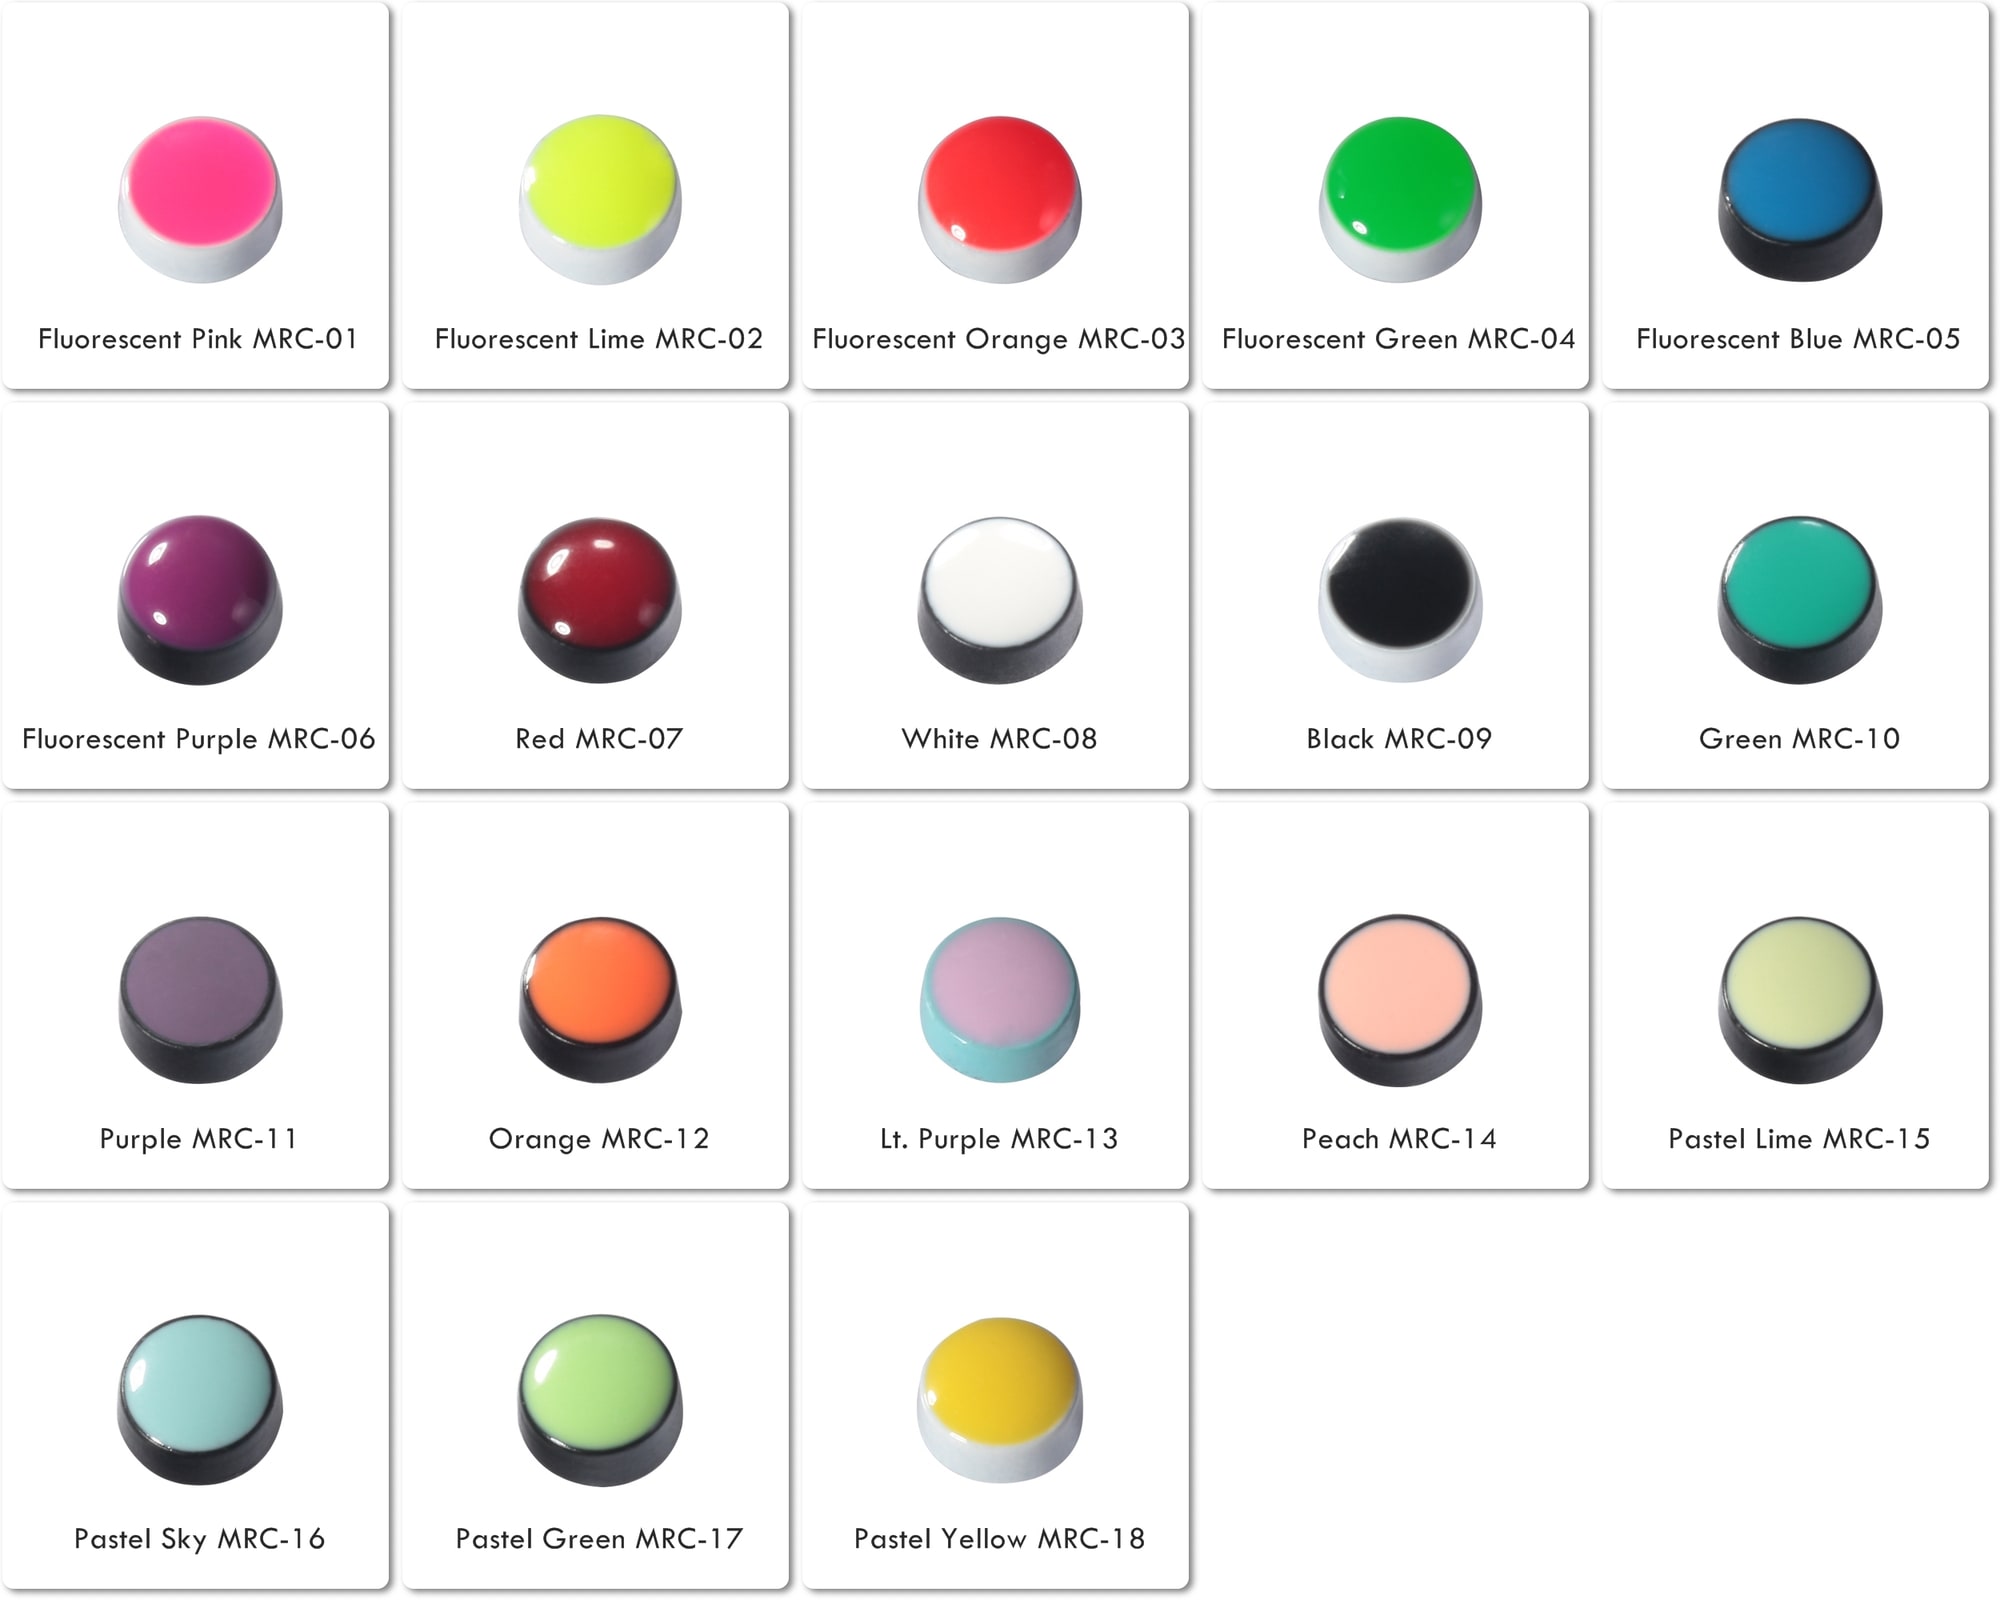 Fluorescent Pink MRC-01
Fluorescent Lime MRC-02
Fluorescent Orange MRC-03
Fluorescent Green MRC-04
Fluorescent Blue MRC-05
Fluorescent Purple MRC-06
Red MRC-07
White MRC-08
Black MRC-09
Green MRC-10
Purple MRC-11
Orange MRC-12
Lt. Purple MRC-13
Peach MRC-14
Pastel Lime MRC-15
Pastel Sky MRC-16
Pastel Green MRC-17
Pastel Yellow MRC-18